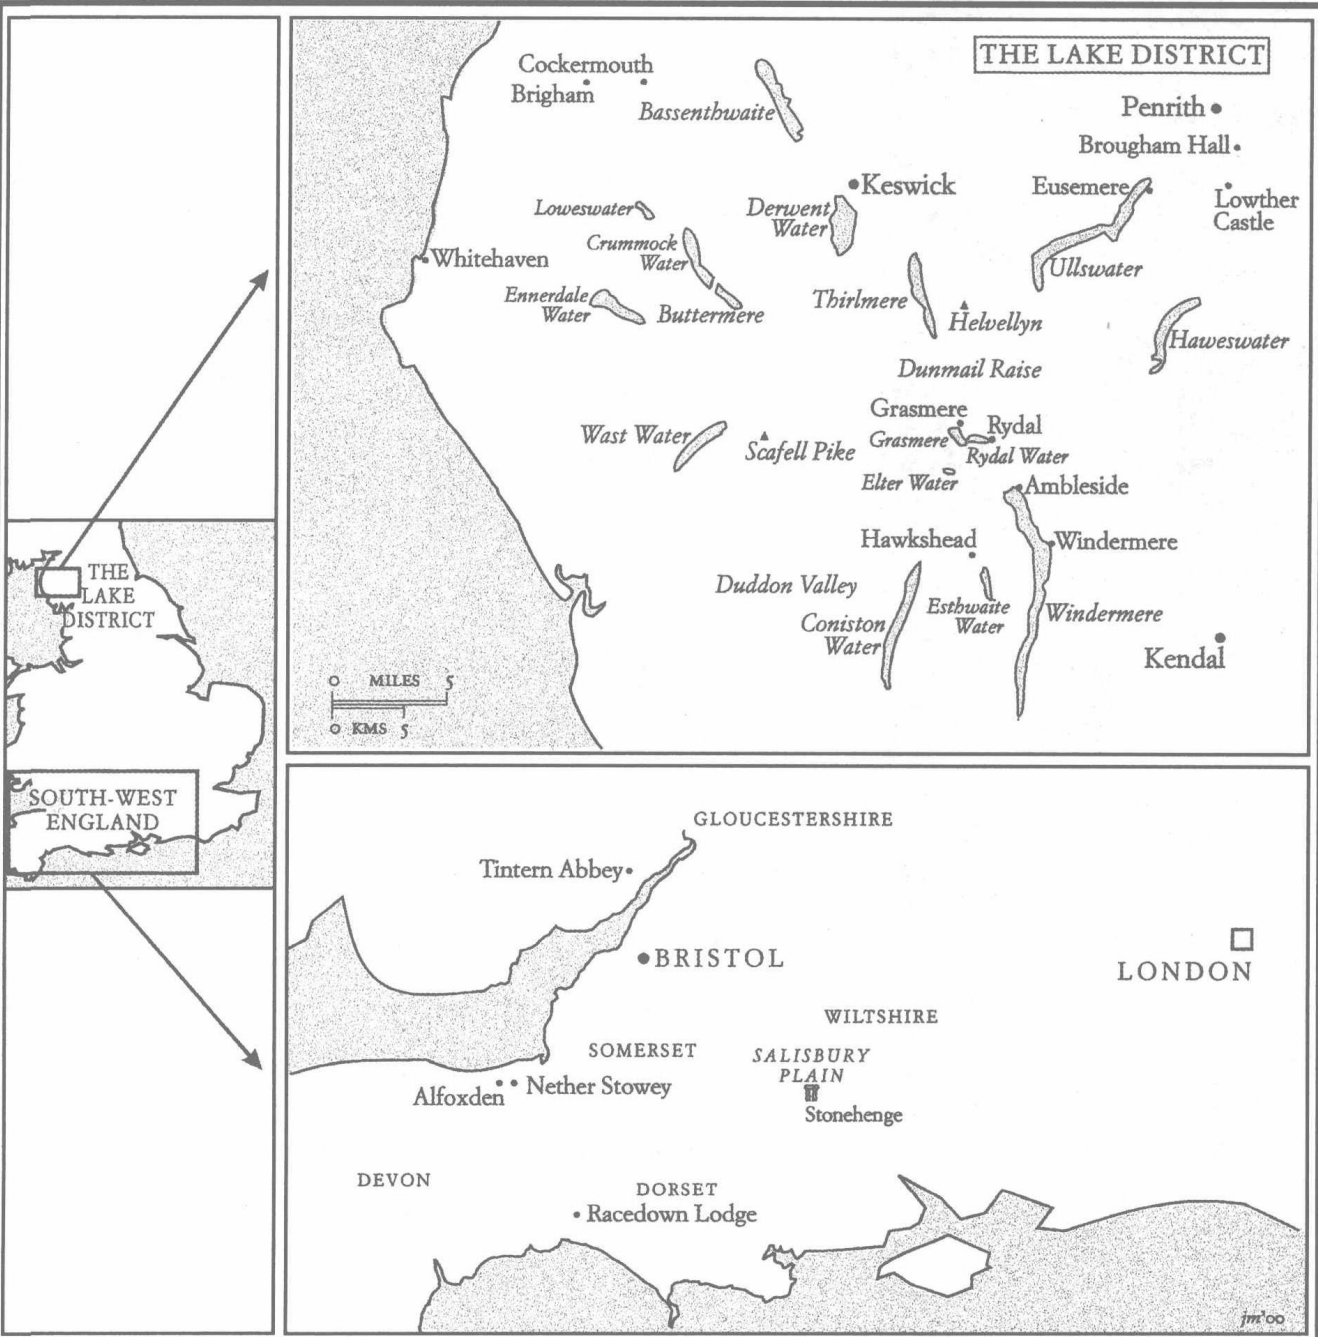 THE LAKE DISTRICT
Cockermouth
Brigham
Bassenthwaite
Penrith
Brougham Hall
Keswick
Eusemere
Lowther
Castle
Loweswater
Derwent
Water
Crummock
Water
Whitehaven
Ullswater
Ennerdale
Water
Buttermere
Thirlmere
Helvellyn
Haweswater
Dunmail Raise
Grasmere
Rydal
Wast Water
Scafell Pike
Grasmere
Rydal Water
Elter Water
Ambleside
Hawkshead
Windermere
Duddon Valley
Coniston
Water
Esthwaite
Water
Windermere
Kendal
0 MILES 5
0 KMS 5
THE
LAKE
DISTRICT
SOUTH-WEST
ENGLAND
GLOUCESTERSHIRE
Tintern Abbey
BRISTOL
LONDON
WILTSHIRE
SOMERSET
SALISBURY
PLAIN
Alfoxden
Nether Stowey
Stonehenge
DEVON
DORSET
Racedown Lodge
jm'00